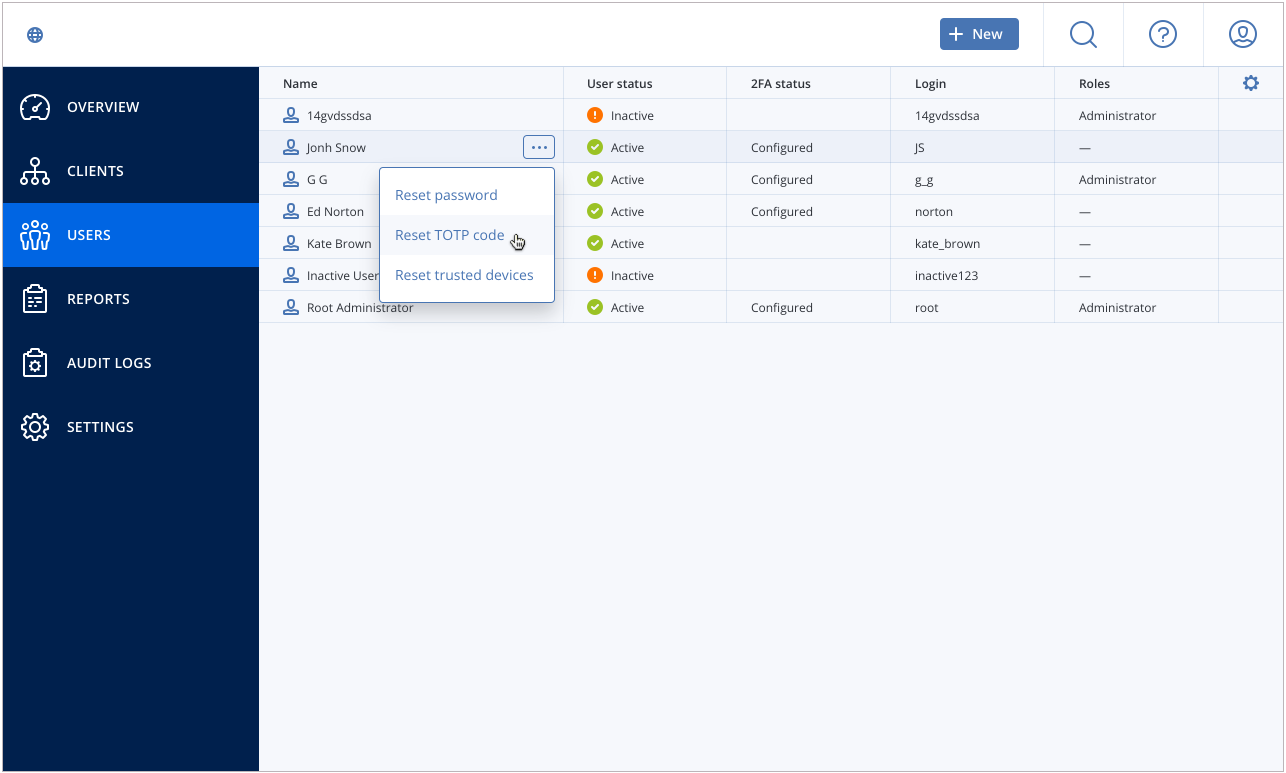 New
OVERVIEW
CLIENTS
USERS
REPORTS
AUDIT LOGS
SETTINGS
Name User status 2FA status Login Roles
14gvdssdsa Inactive 14gvdssdsa Administrator
Jonh Snow Active Configured JS —
G G Active Configured g_g Administrator
Ed Norton Active Configured norton —
Kate Brown Active kate_brown —
Inactive User Inactive inactive123 —
Root Administrator Active Configured root Administrator
Reset password
Reset TOTP code
Reset trusted devices